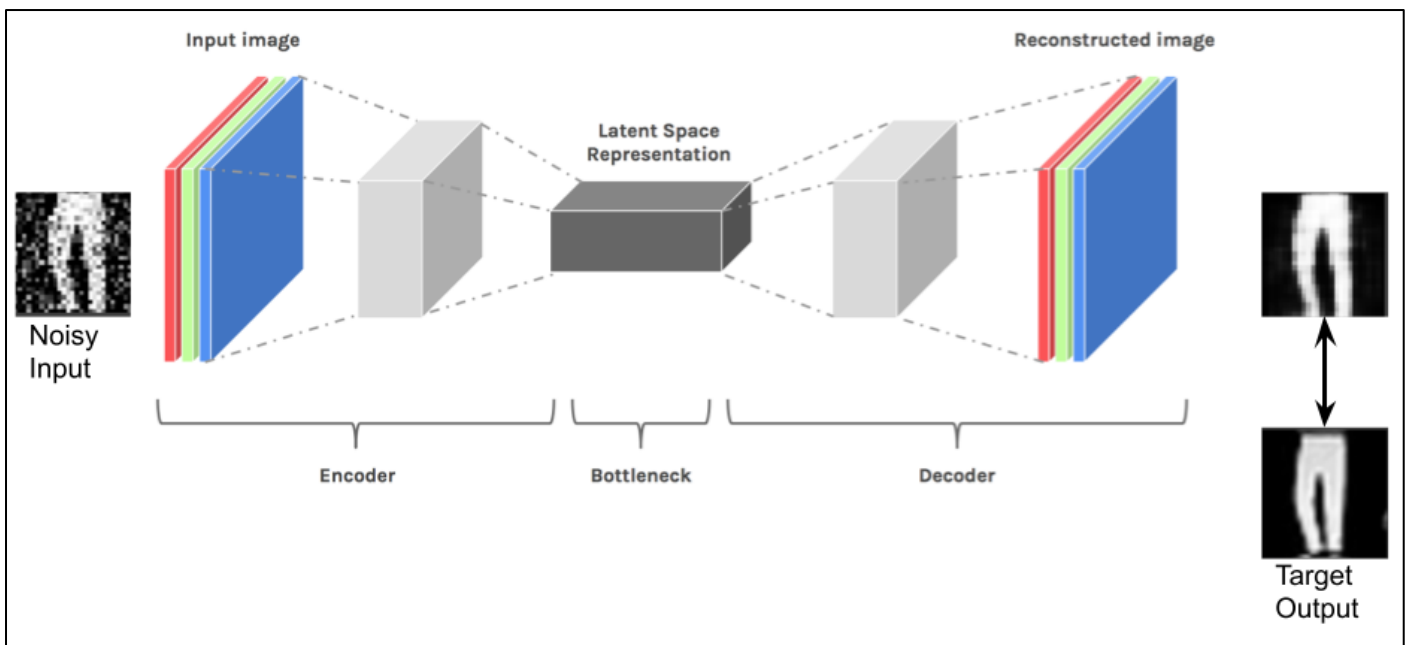 Input image
Reconstructed image
Latent Space
Representation
Noisy
Input
Encoder
Bottleneck
Decoder
Target
Output